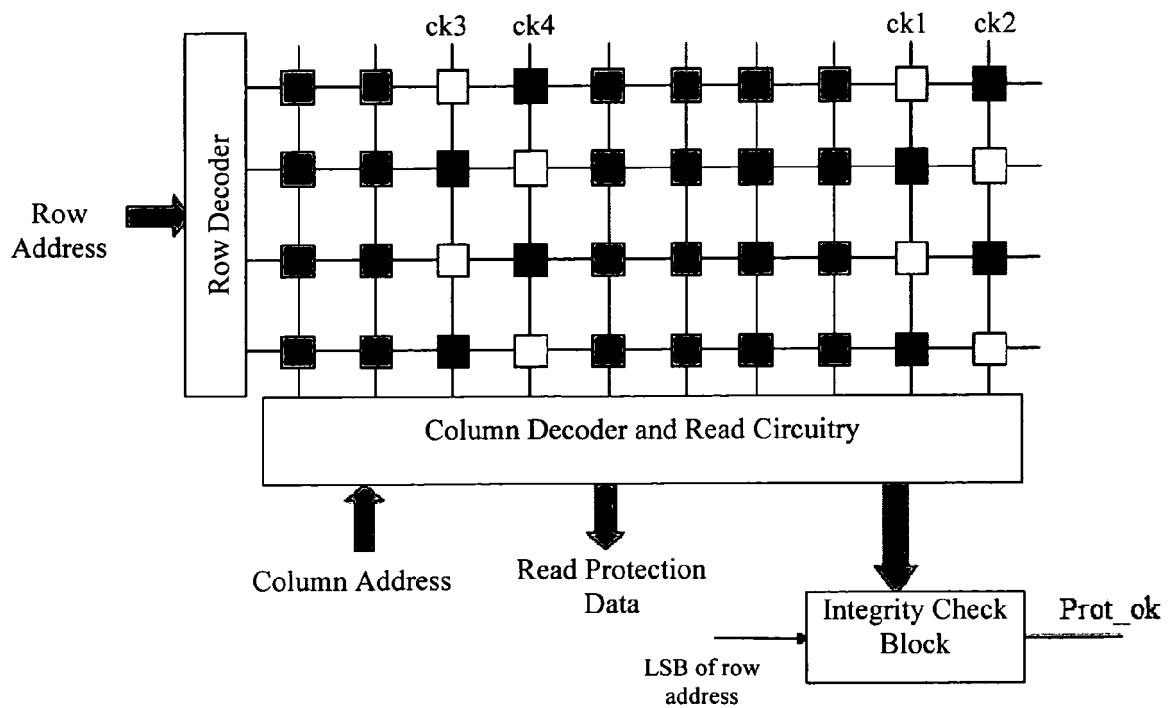 ck3 ck4 ck1 ck2
Row Decoder
Row
Address
Column Decoder and Read Circuitry
Column Address
Read Protection
Data
Integrity Check
Block
Prot_ok
LSB of row
address